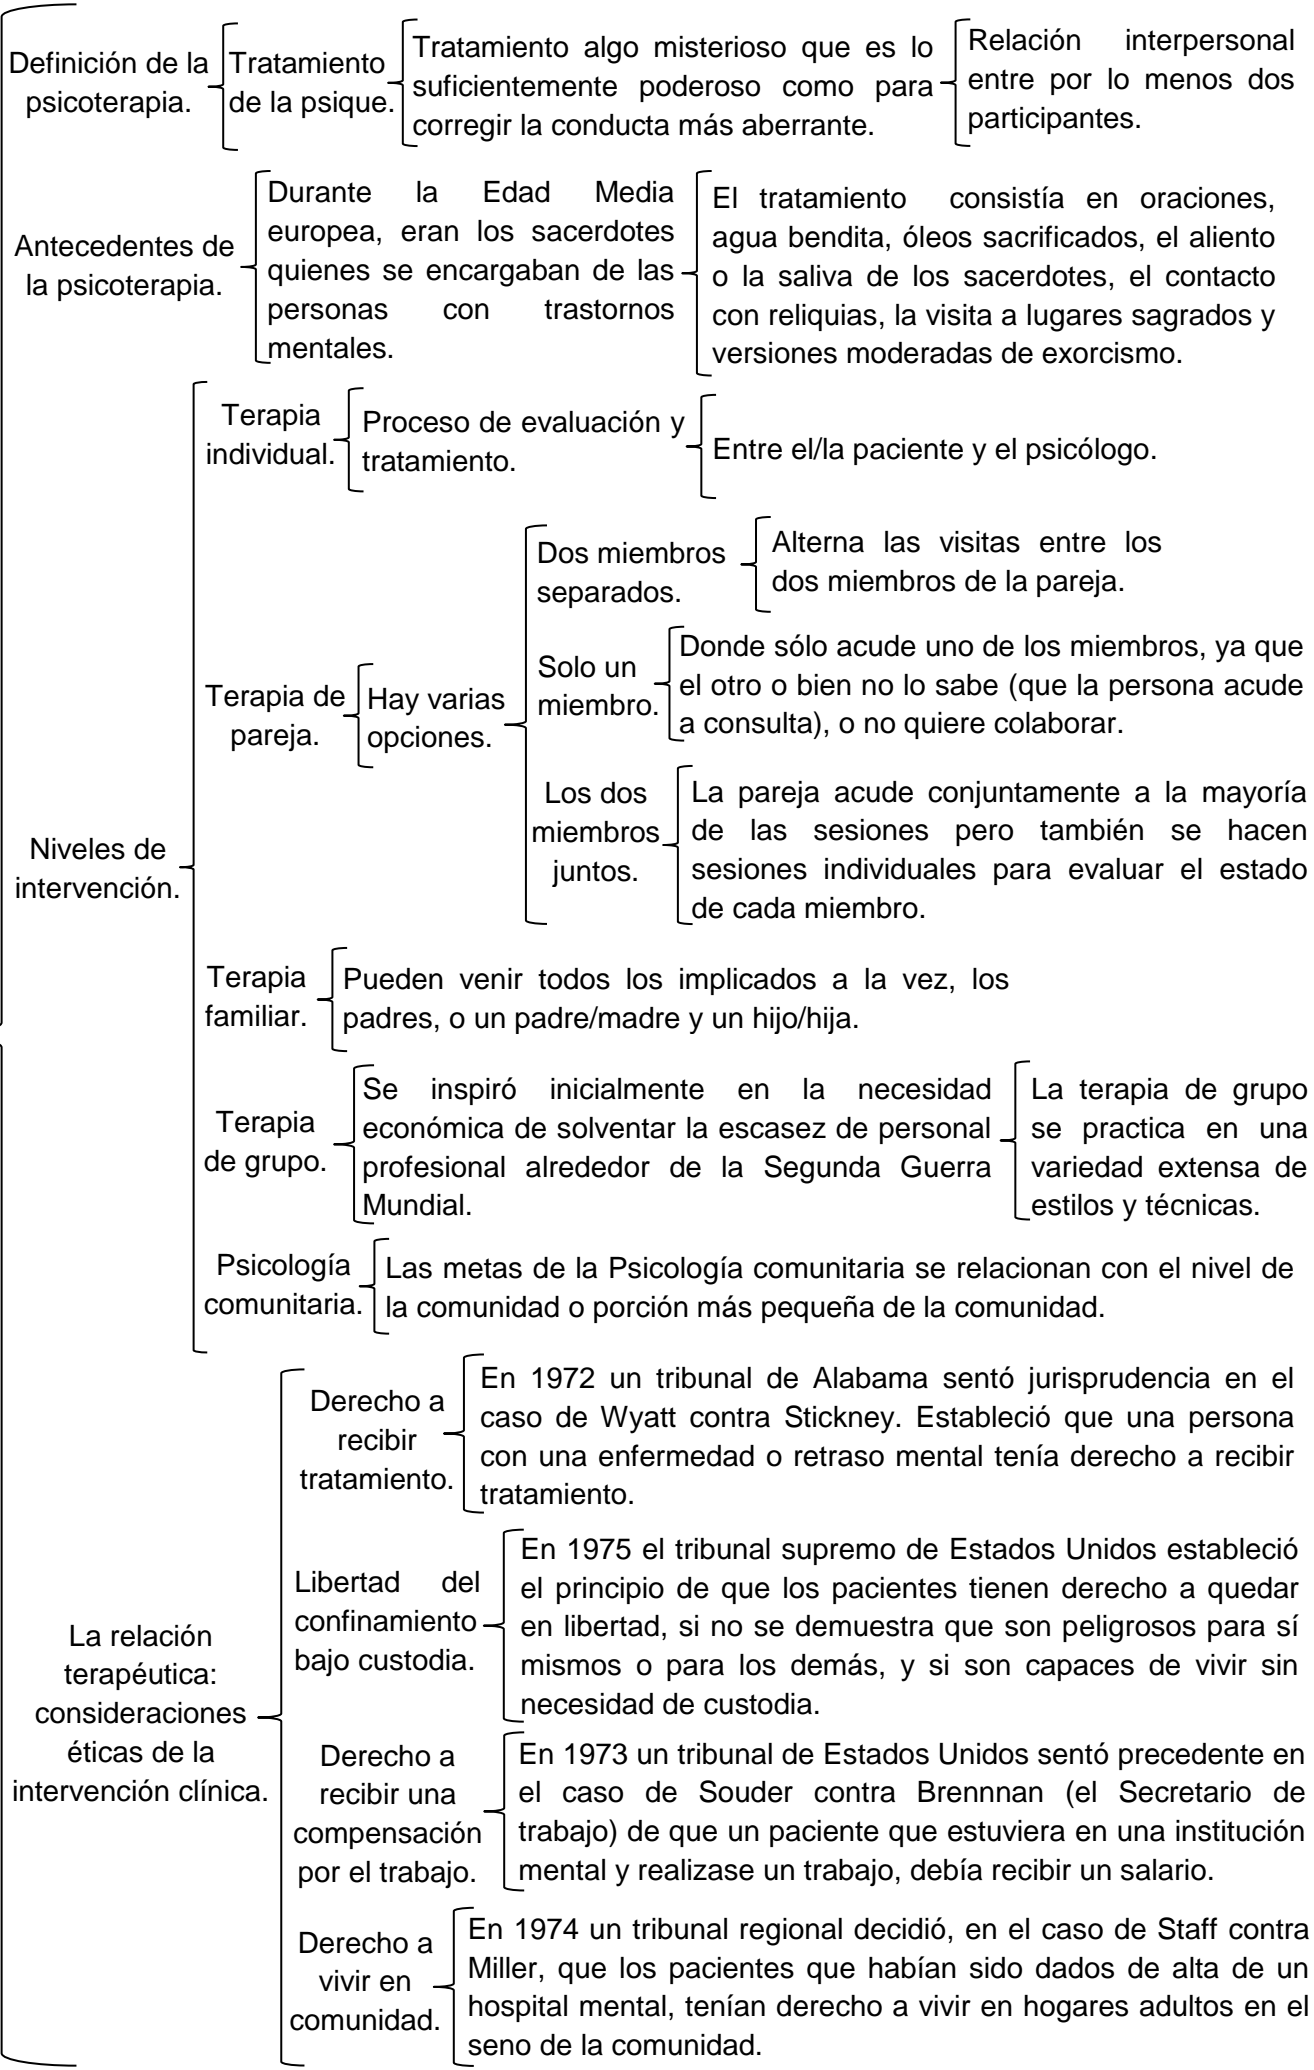 Definición de la
psicoterapia.
Tratamiento
de la psique.
Tratamiento algo misterioso que es lo
suficientemente poderoso como para
corregir la conducta más aberrante.
Relación interpersonal
entre por lo menos dos
participantes.
Antecedentes de
la psicoterapia.
Durante la Edad Media
europea, eran los sacerdotes
quienes se encargaban de las
personas con trastornos
mentales.
El tratamiento consistía en oraciones,
agua bendita, óleos sacrificados, el aliento
o la saliva de los sacerdotes, el contacto
con reliquias, la visita a lugares sagrados y
versiones moderadas de exorcismo.
Niveles de
intervención.
Terapia
individual.
Proceso de evaluación y
tratamiento.
Entre el/la paciente y el psicólogo.
Terapia de
pareja.
Hay varias
opciones.
Dos miembros
separados.
Alterna las visitas entre los
dos miembros de la pareja.
Solo un
miembro.
Donde sólo acude uno de los miembros, ya que
el otro o bien no lo sabe (que la persona acude
a consulta), o no quiere colaborar.
Los dos
miembros
juntos.
La pareja acude conjuntamente a la mayoría
de las sesiones pero también se hacen
sesiones individuales para evaluar el estado
de cada miembro.
Terapia
familiar.
Pueden venir todos los implicados a la vez, los
padres, o un padre/madre y un hijo/hija.
Terapia
de grupo.
Se inspiró inicialmente en la necesidad
económica de solventar la escasez de personal
profesional alrededor de la Segunda Guerra
Mundial.
La terapia de grupo
se practica en una
variedad extensa de
estilos y técnicas.
Psicología
comunitaria.
Las metas de la Psicología comunitaria se relacionan con el nivel de
la comunidad o porción más pequeña de la comunidad.
La relación
terapéutica:
consideraciones
éticas de la
intervención clínica.
Derecho a
recibir
tratamiento.
En 1972 un tribunal de Alabama sentó jurisprudencia en el
caso de Wyatt contra Stickney. Estableció que una persona
con una enfermedad o retraso mental tenía derecho a recibir
tratamiento.
Libertad del
confinamiento
bajo custodia.
En 1975 el tribunal supremo de Estados Unidos estableció
el principio de que los pacientes tienen derecho a quedar
en libertad, si no se demuestra que son peligrosos para sí
mismos o para los demás, y si son capaces de vivir sin
necesidad de custodia.
Derecho a
recibir una
compensación
por el trabajo.
En 1973 un tribunal de Estados Unidos sentó precedente en
el caso de Souder contra Brennnan (el Secretario de
trabajo) de que un paciente que estuviera en una institución
mental y realizase un trabajo, debía recibir un salario.
Derecho a
vivir en
comunidad.
En 1974 un tribunal regional decidió, en el caso de Staff contra
Miller, que los pacientes que habían sido dados de alta de un
hospital mental, tenían derecho a vivir en hogares adultos en el
seno de la comunidad.